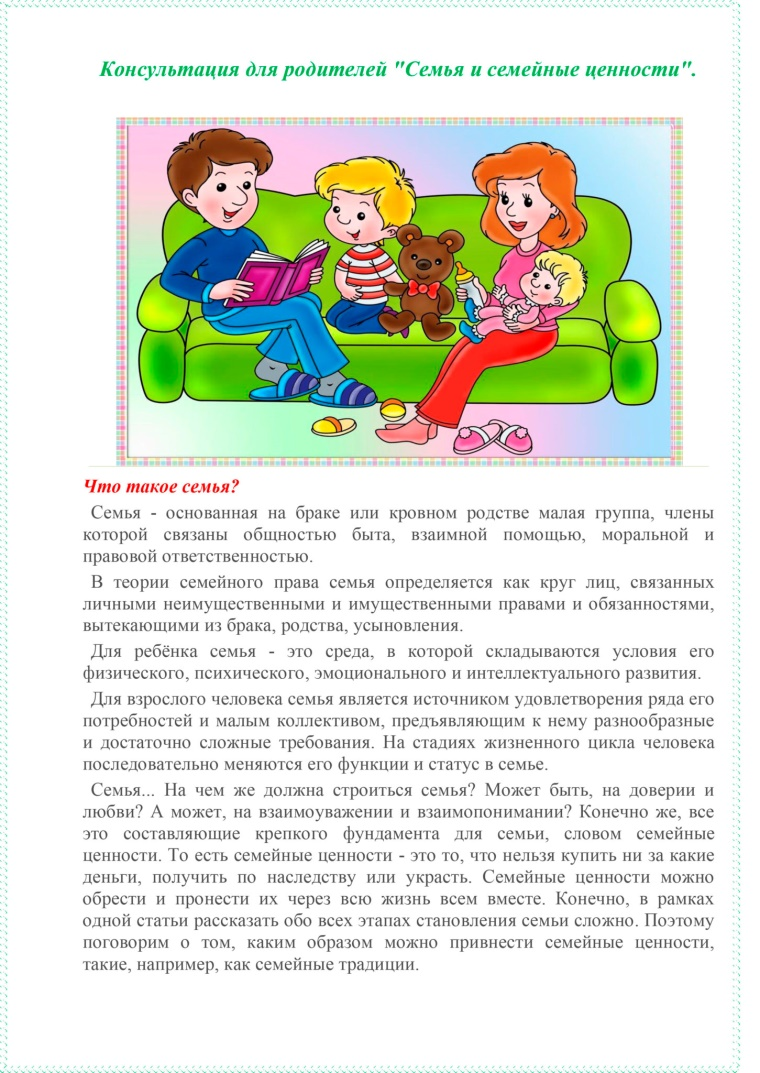 Консультация для родителей "Семья и семейные ценности".
Что такое семья?
Семья - основанная на браке или кровном родстве малая группа, члены
которой связаны общностью быта, взаимной помощью, моральной и
правовой ответственностью.
В теории семейного права семья определяется как круг лиц, связанных
личными неимущественными и имущественными правами и обязанностями,
вытекающими из брака, родства, усыновления.
Для ребёнка семья - это среда, в которой складываются условия его
физического, психического, эмоционального и интеллектуального развития.
Для взрослого человека семья является источником удовлетворения ряда его
потребностей и малым коллективом, предъявляющим к нему разнообразные
и достаточно сложные требования. На стадиях жизненного цикла человека
последовательно меняются его функции и статус в семье.
Семья... На чем же должна строиться семья? Может быть, на доверии и
любви? А может, на взаимоуважении и взаимопонимании? Конечно же, все
это составляющие крепкого фундамента для семьи, словом семейные
ценности. То есть семейные ценности - это то, что нельзя купить ни за какие
деньги, получить по наследству или украсть. Семейные ценности можно
обрести и пронести их через всю жизнь всем вместе. Конечно, в рамках
одной статьи рассказать обо всех этапах становления семьи сложно. Поэтому
поговорим о том, каким образом можно привнести семейные ценности,
такие, например, как семейные традиции.